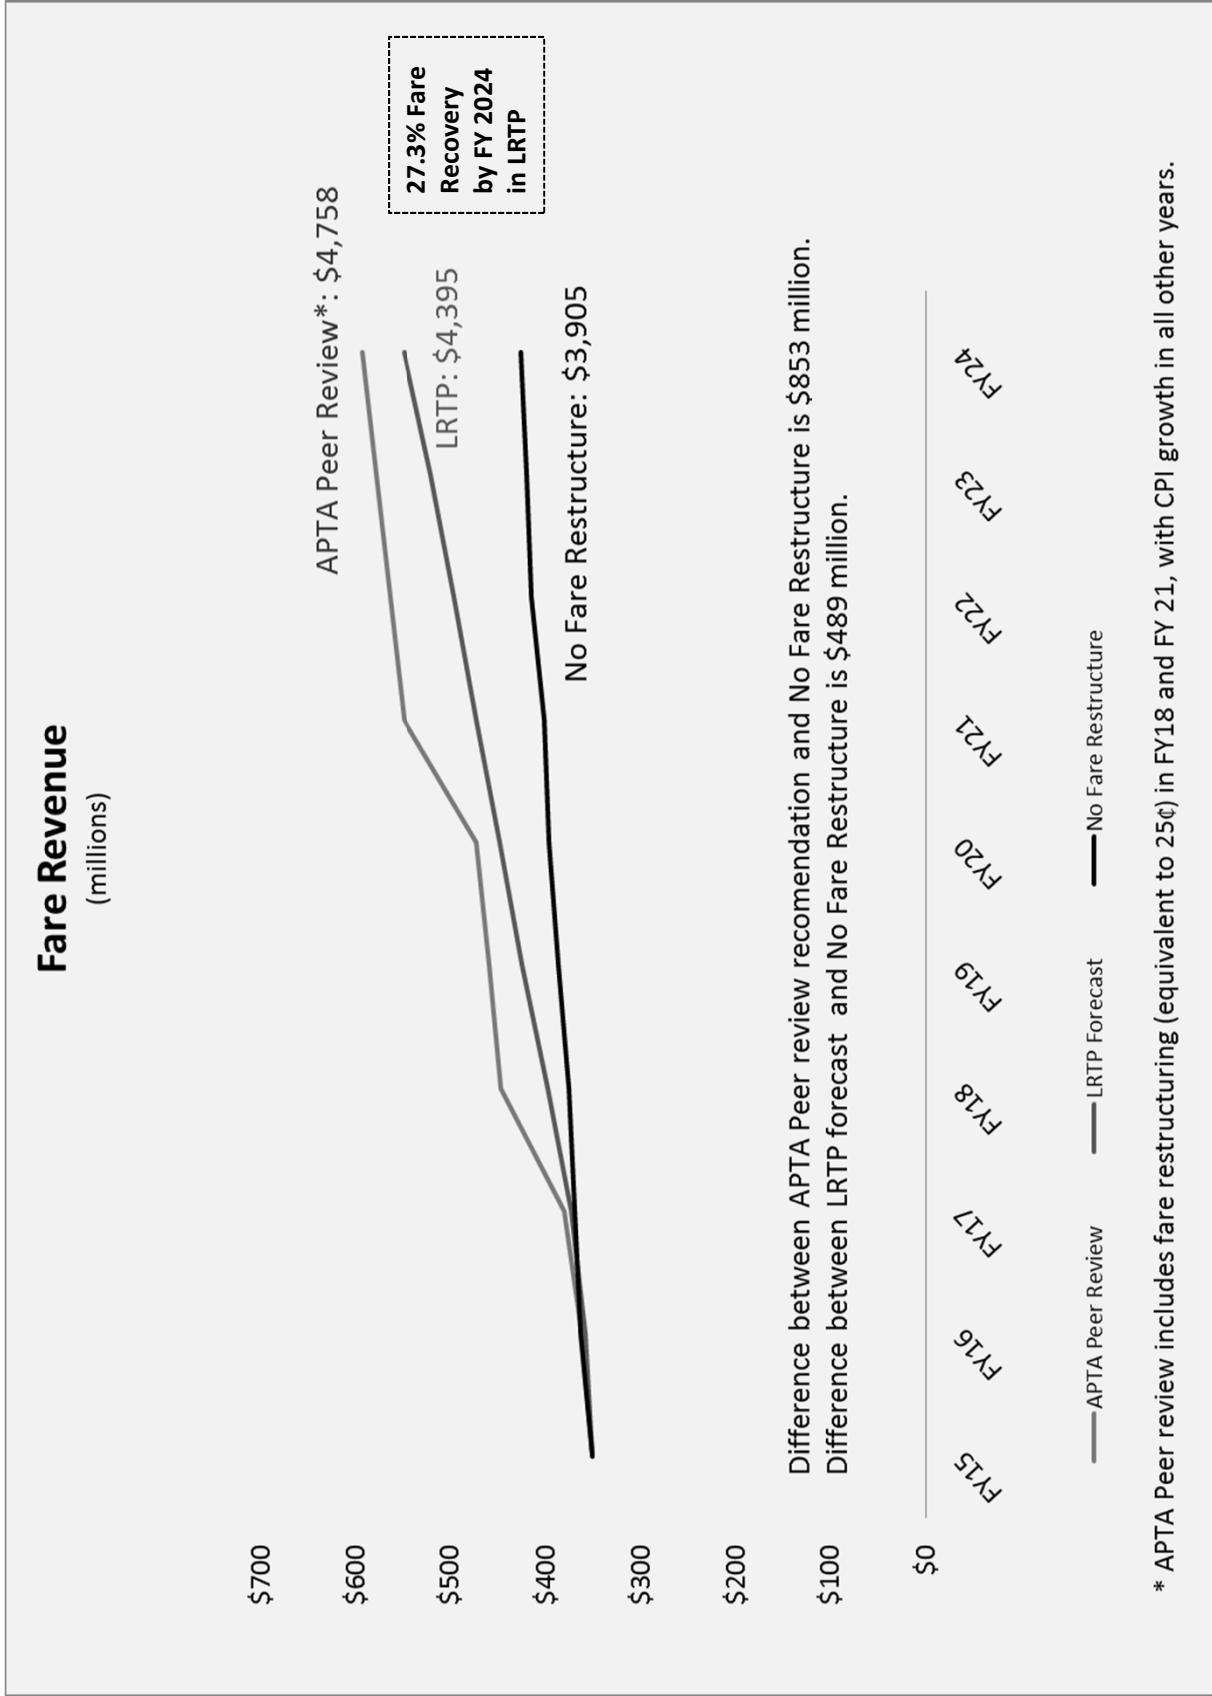 Fare Revenue
(millions)
$700
$600
$500
$400
$300
$200
$100
$0
APTA Peer Review*: $4,758
LRTP: $4,395
No Fare Restructure: $3,905
27.3% Fare
Recovery
by FY 2024
in LRTP
Difference between APTA Peer review recomendation and No Fare Restructure is $853 million.
Difference between LRTP forecast and No Fare Restructure is $489 million.
FY15
FY16
FY17
FY18
FY19
FY20
FY21
FY22
FY23
FY24
APTA Peer Review
LRTP Forecast
No Fare Restructure
* APTA Peer review includes fare restructuring (equivalent to 25¢) in FY18 and FY 21, with CPI growth in all other years.